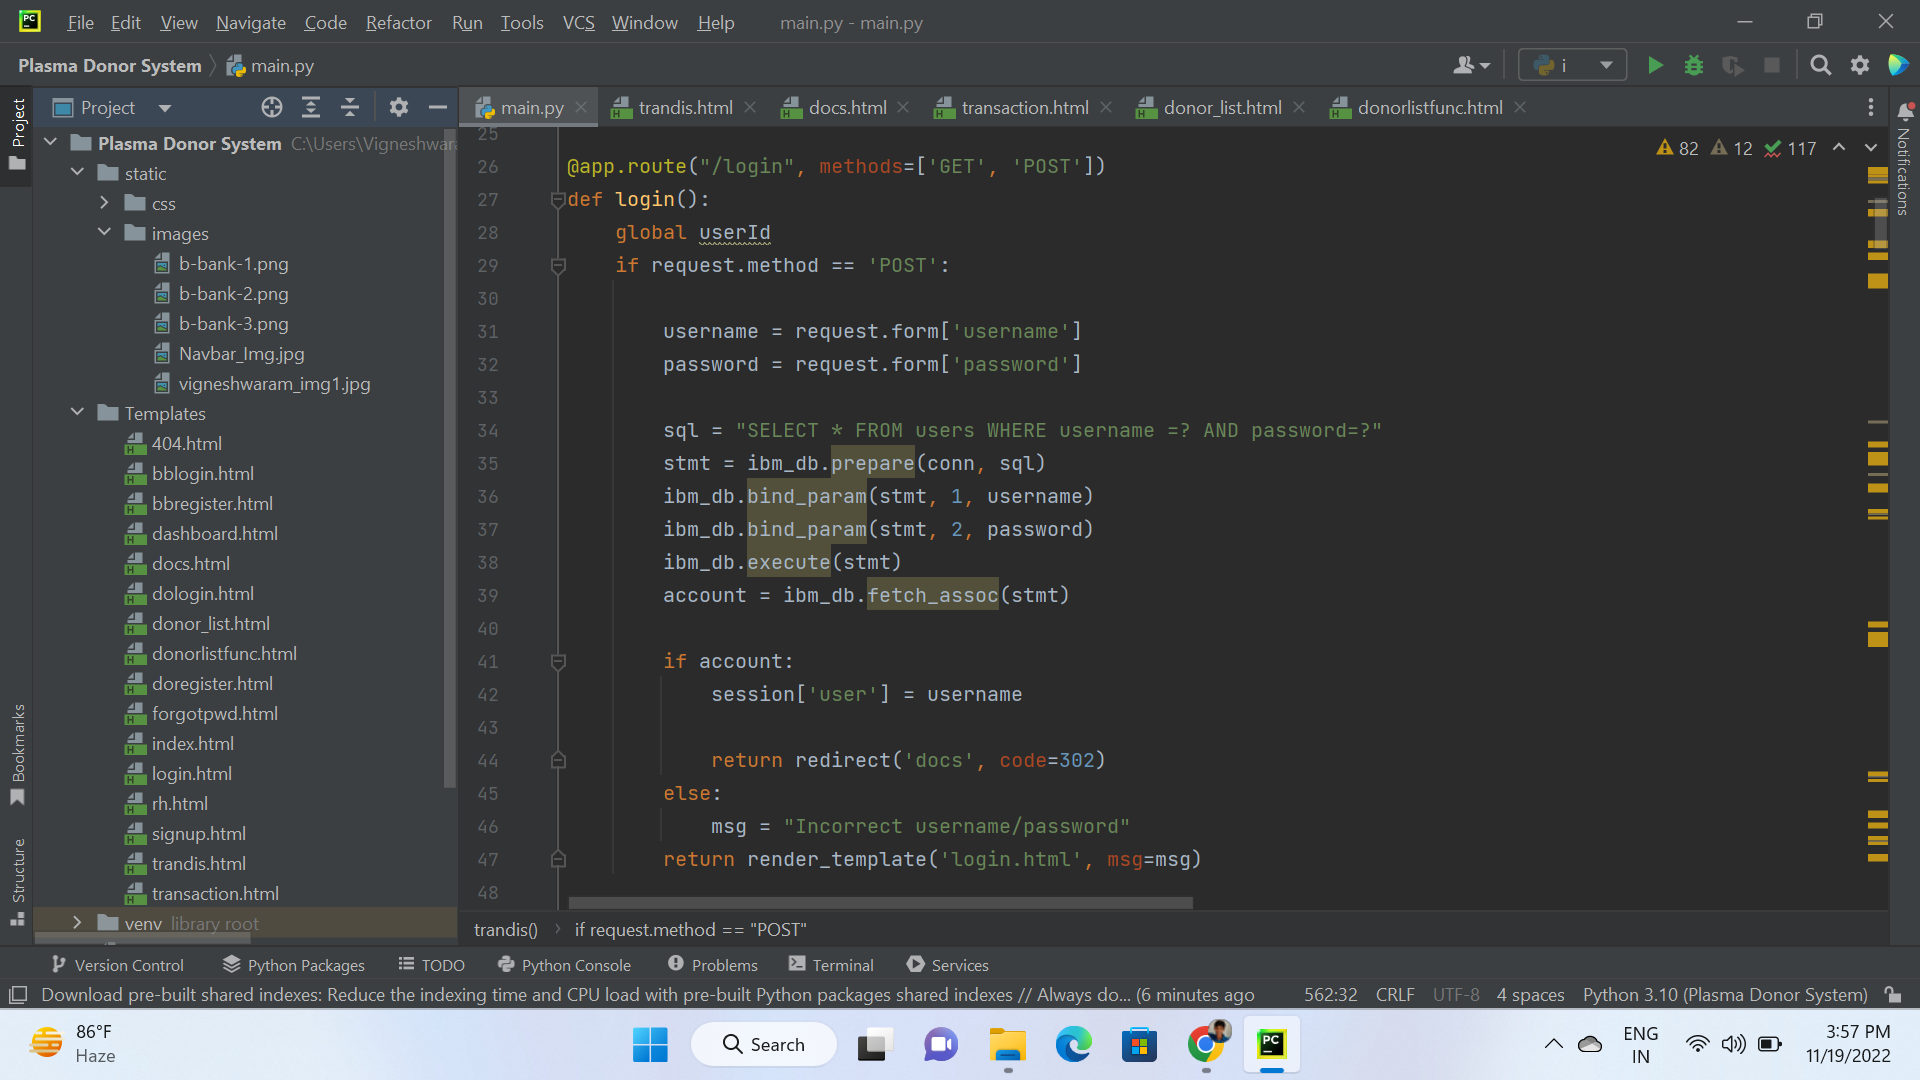 PC File Edit View Navigate Code Refactor Run Tools VCS Window Help main.py - main.py
Plasma Donor System main.py i
Project
Project
main.py trandis.html docs.html transaction.html donor_list.html donorlistfunc.html
Notifications
82 12 117
Plasma Donor System C:\Users\Vigneshwara
static
css
images
b-bank-1.png
b-bank-2.png
b-bank-3.png
Navbar_Img.jpg
vigneshwaram_img1.jpg
Templates
404.html
bblogin.html
bbregister.html
dashboard.html
docs.html
dologin.html
donor_list.html
donorlistfunc.html
doregister.html
forgotpwd.html
index.html
login.html
rh.html
signup.html
trandis.html
transaction.html
venv library root
Bookmarks
Structure
25
26 @app.route("/login", methods=['GET', 'POST'])
27 def login():
28 global userId
29 if request.method == 'POST':
30
31 username = request.form['username']
32 password = request.form['password']
33
34 sql = "SELECT * FROM users WHERE username =? AND password=?"
35 stmt = ibm_db.prepare(conn, sql)
36 ibm_db.bind_param(stmt, 1, username)
37 ibm_db.bind_param(stmt, 2, password)
38 ibm_db.execute(stmt)
39 account = ibm_db.fetch_assoc(stmt)
40
41 if account:
42 session['user'] = username
43
44 return redirect('docs', code=302)
45 else:
46 msg = "Incorrect username/password"
47 return render_template('login.html', msg=msg)
48
trandis() if request.method == "POST"
Version Control Python Packages TODO Python Console Problems Terminal Services
Download pre-built shared indexes: Reduce the indexing time and CPU load with pre-built Python packages shared indexes // Always do... (6 minutes ago 562:32 CRLF UTF-8 4 spaces Python 3.10 (Plasma Donor System)
86°F
Haze
Search
PC
ENG
IN
3:57 PM
11/19/2022